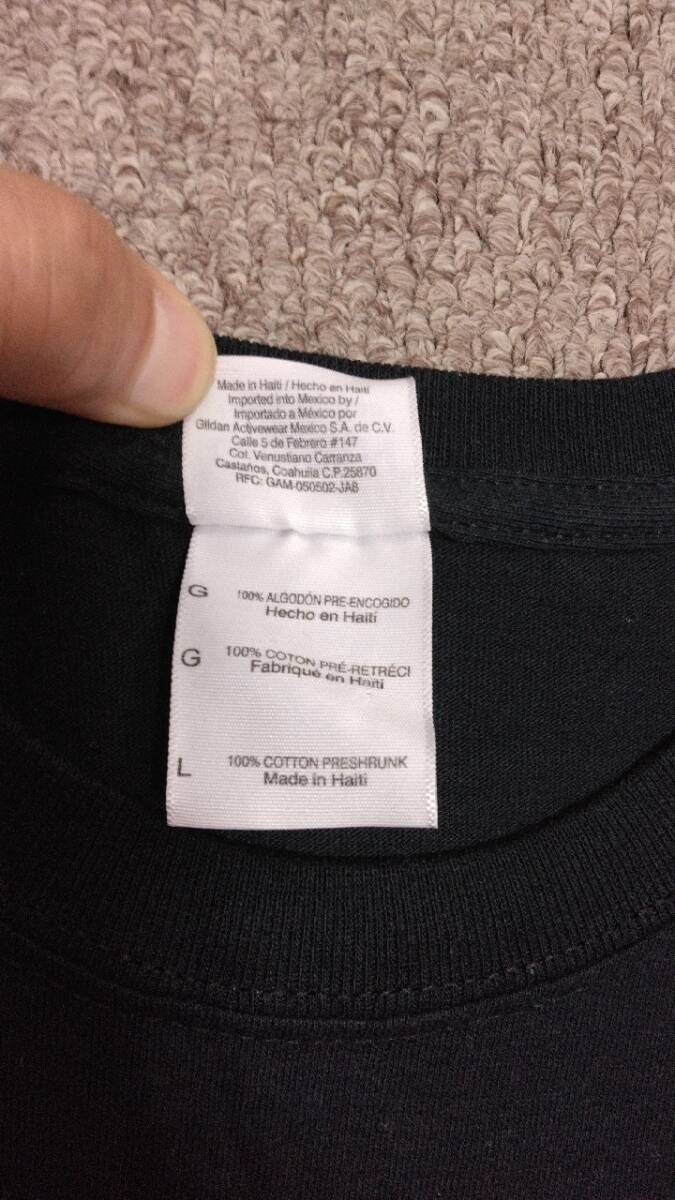 Made in Haiti / Hecho en Haití
Imported into Mexico by /
Importado a México por
Gildan Activewear Mexico S.A. de C.V.
Calle 5 de Febrero #147
Col. Venustiano Carranza
Castaños, Coahuila C.P.25870
RFC: GAM-050502-JA8
G 100% ALGODÓN PRE-ENCOGIDO
Hecho en Haití
G 100% COTON PRÉ-RETRÉCI
Fabriqué en Haïti
L 100% COTTON PRESHRUNK
Made in Haiti